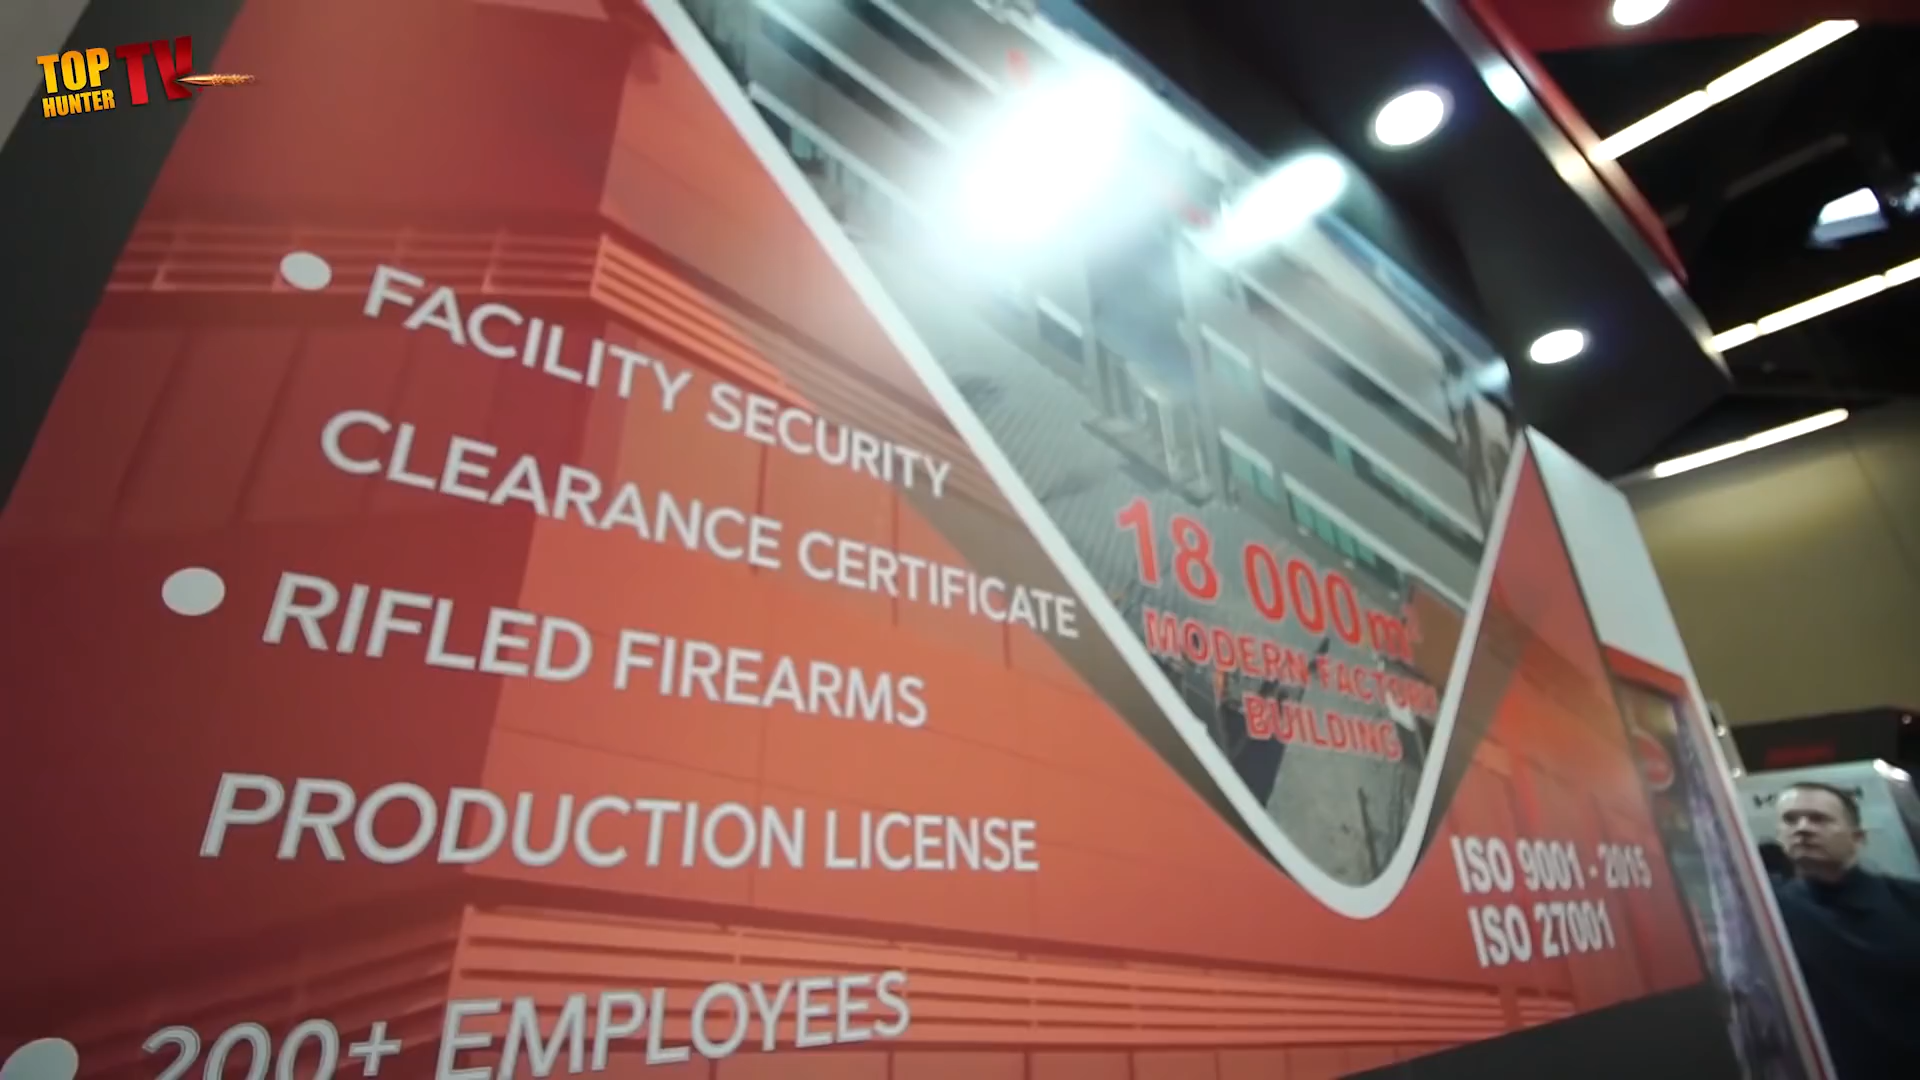 TOP TV
HUNTER
FACILITY SECURITY
CLEARANCE CERTIFICATE
RIFLED FIREARMS
PRODUCTION LICENSE
200+ EMPLOYEES
18 000m²
MODERN FACTORY
BUILDING
ISO 9001 - 2015
ISO 27001